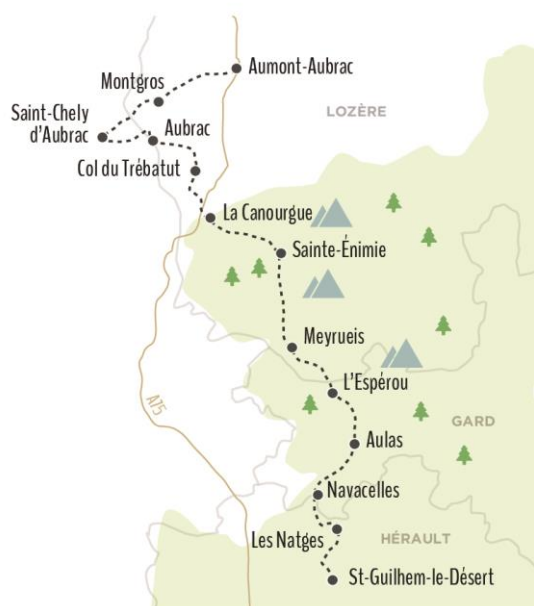 Aumont-Aubrac
Montgros
LOZÈRE
Saint-Chely
d'Aubrac
Aubrac
Col du Trébatut
La Canourgue
Sainte-Énimie
Meyrueis
L'Espérou
A75
GARD
Aulas
Navacelles
Les Natges
HÉRAULT
St-Guilhem-le-Désert